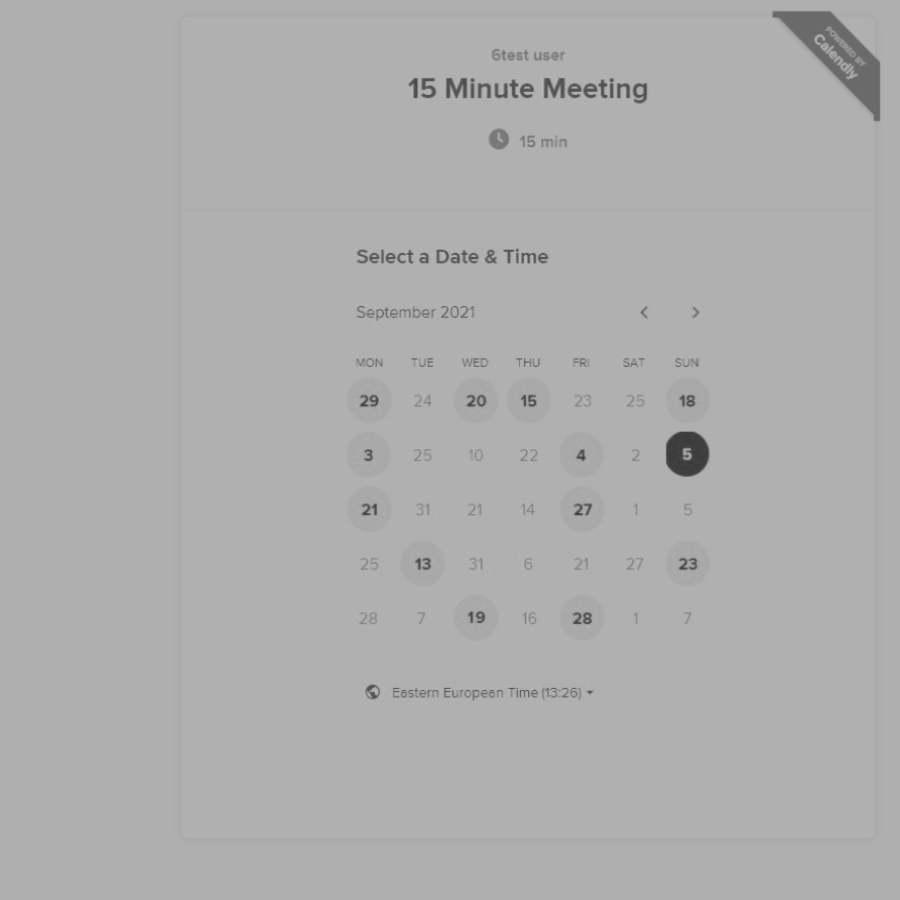 POWERED BY
Calendly
6test user
15 Minute Meeting
15 min
Select a Date & Time
September 2021
MON TUE WED THU FRI SAT SUN
29 24 20 15 23 25 18
3 25 10 22 4 2 5
21 31 21 14 27 1 5
25 13 31 6 21 27 23
28 7 19 16 28 1 7
Eastern European Time (13:26)